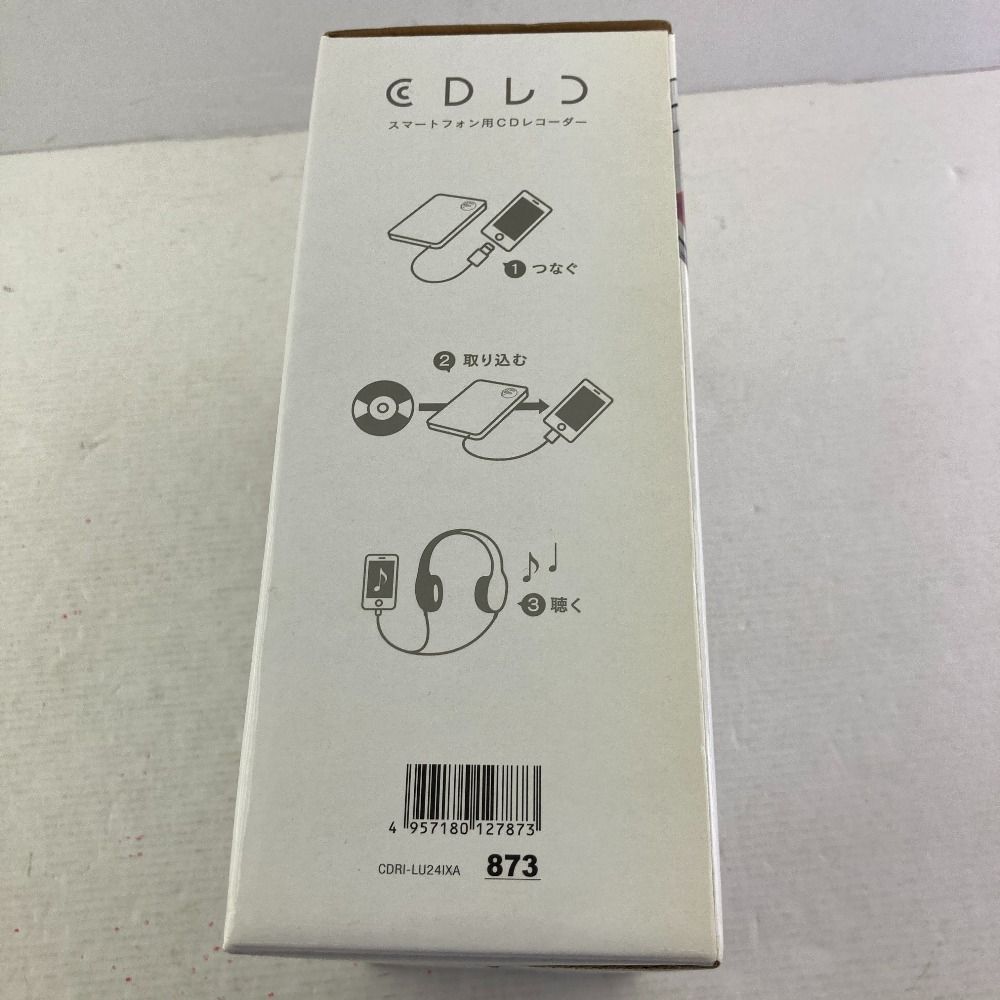 CDレコ
スマートフォン用CDレコーダー
1 つなぐ
2 取り込む
3 聴く
4 957180 127873
CDRI-LU24IXA 873